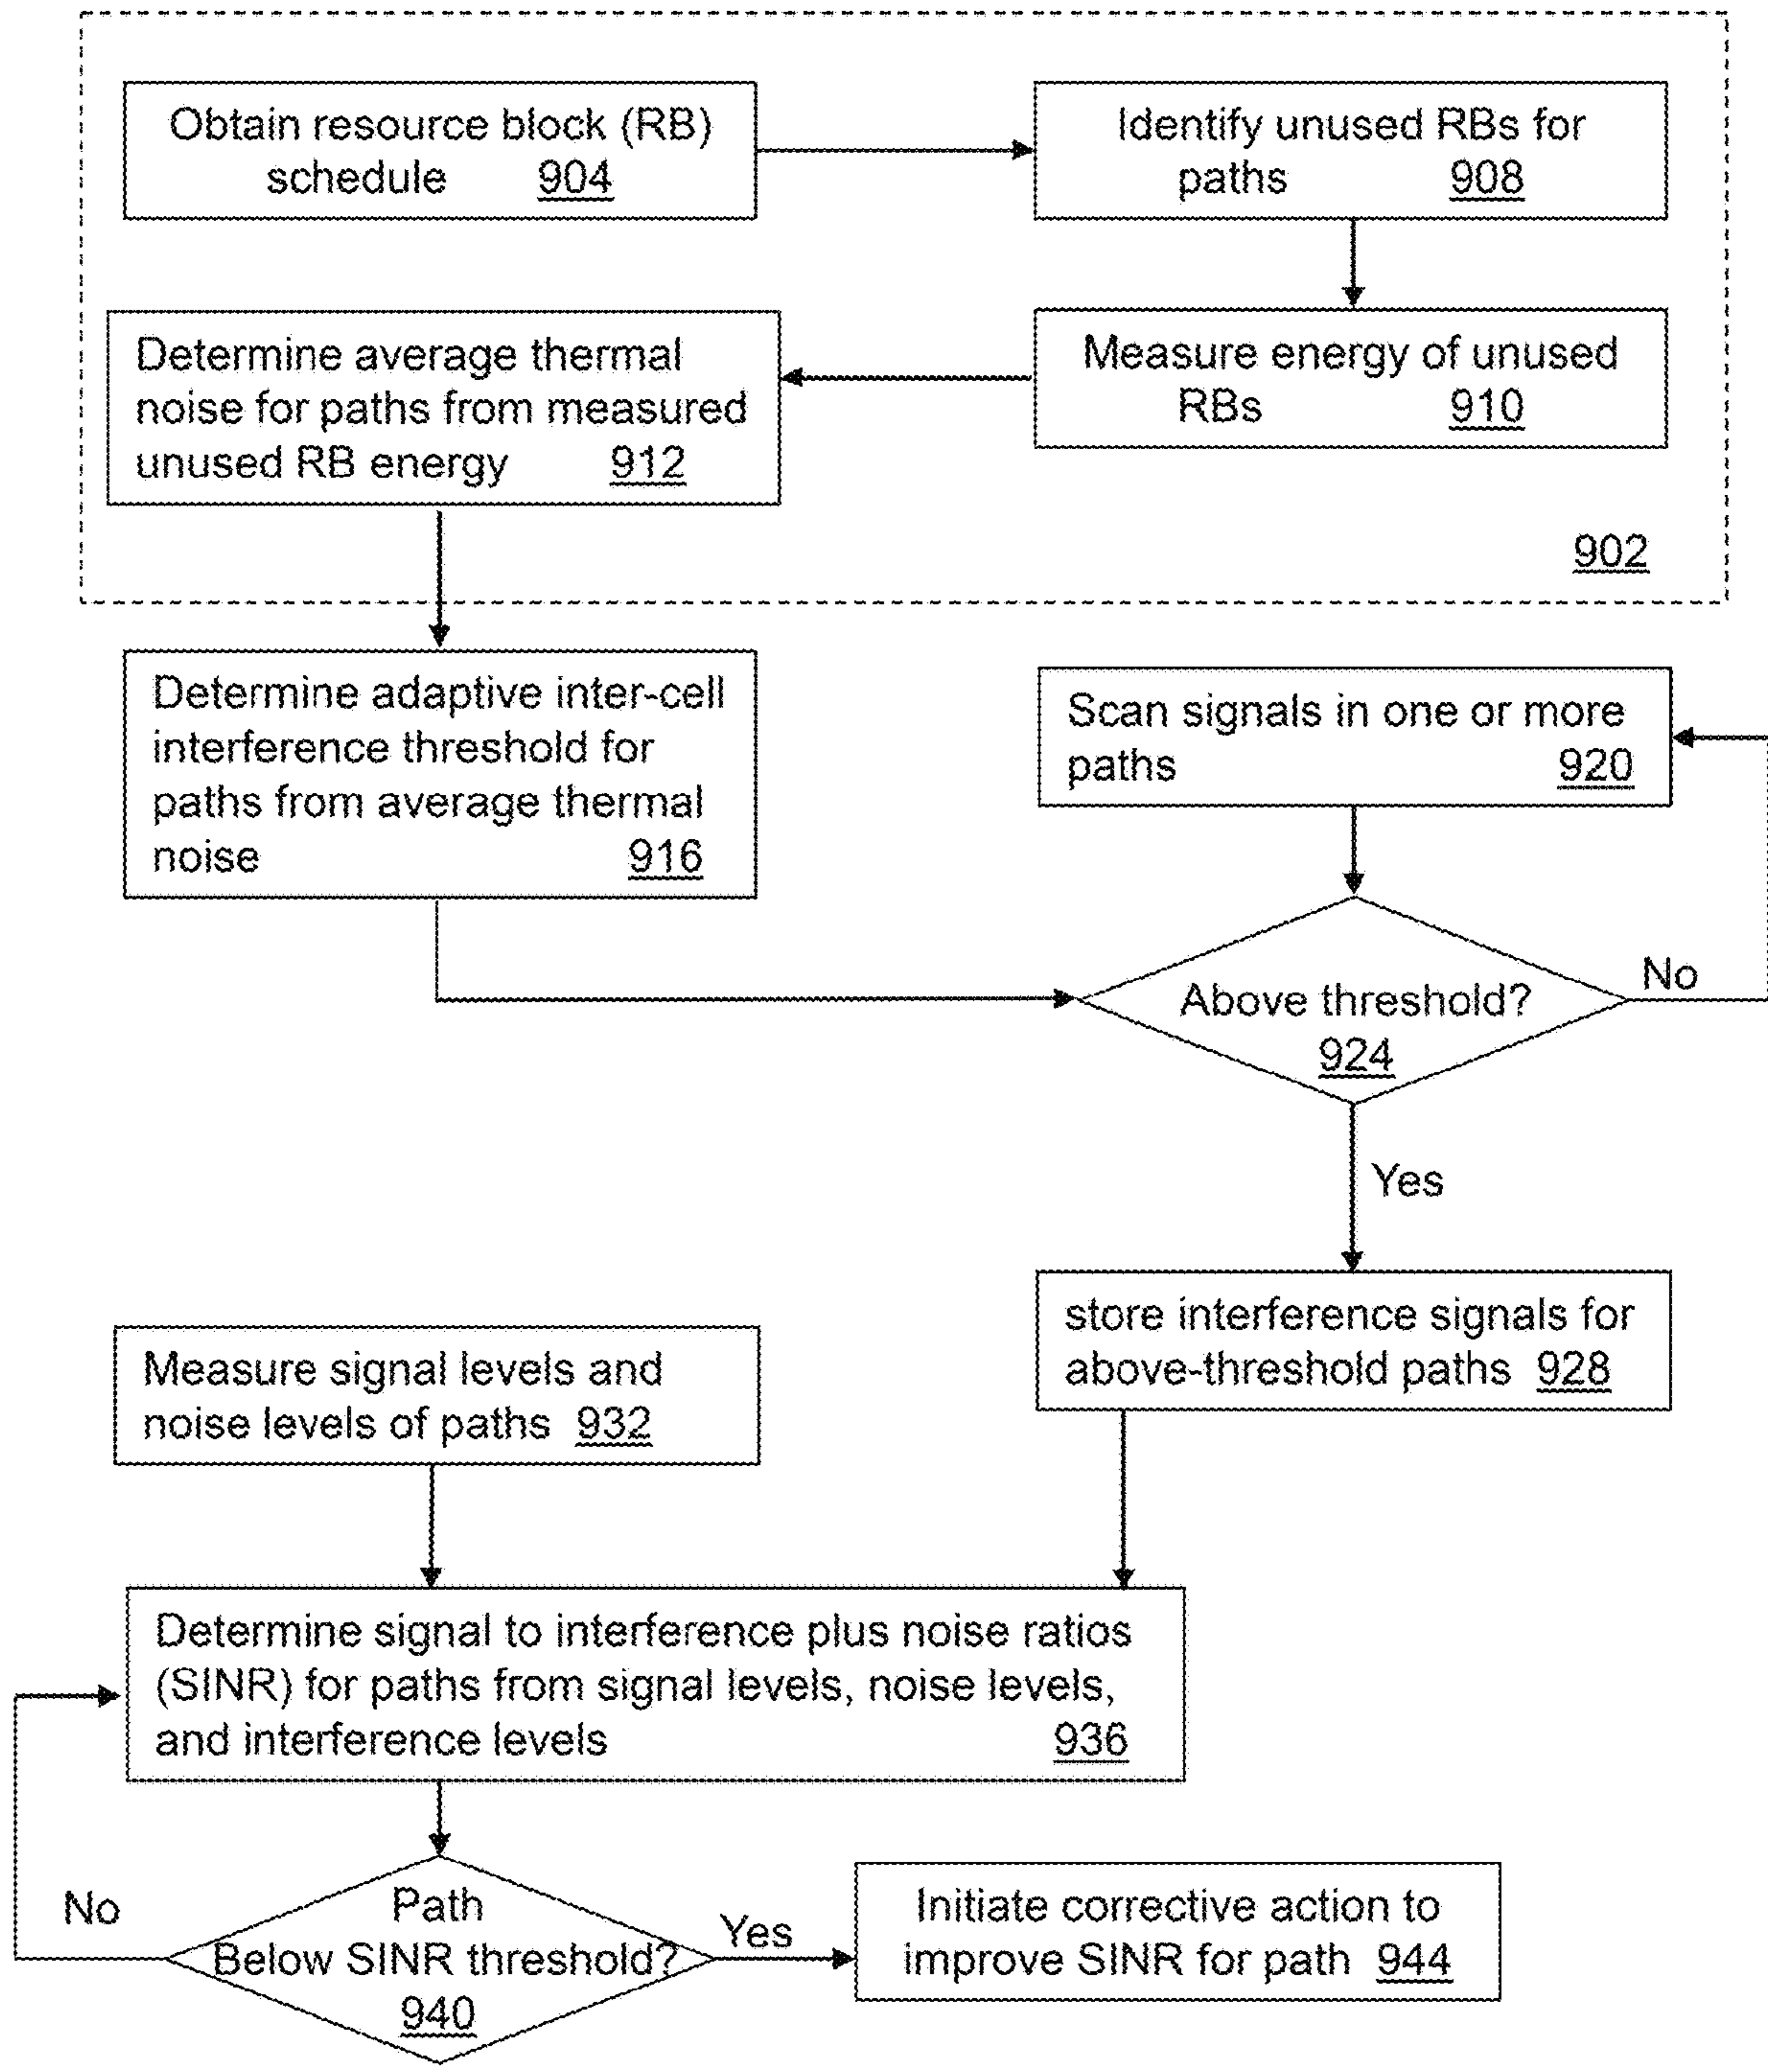 Obtain resource block (RB)
schedule 904
Identify unused RBs for
paths 908
Determine average thermal
noise for paths from measured
unused RB energy 912
Measure energy of unused
RBs 910
902
Determine adaptive inter-cell
interference threshold for
paths from average thermal
noise 916
Scan signals in one or more
paths 920
Above threshold?
924
No
Yes
store interference signals for
above-threshold paths 928
Measure signal levels and
noise levels of paths 932
Determine signal to interference plus noise ratios
(SINR) for paths from signal levels, noise levels,
and interference levels 936
No
Path
Below SINR threshold?
940
Yes
Initiate corrective action to
improve SINR for path 944